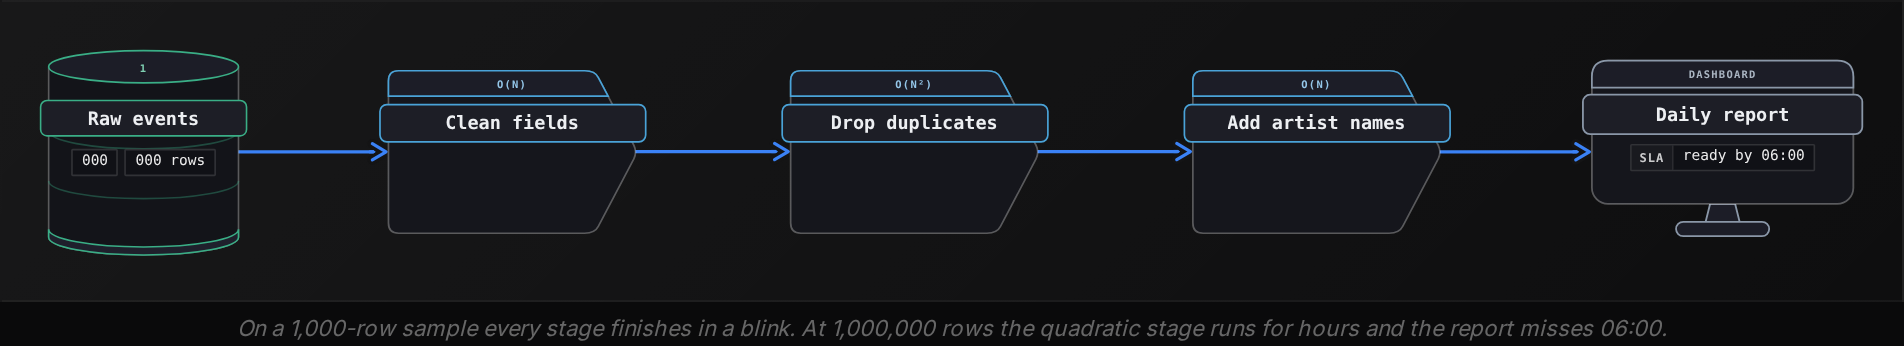 1
Raw events
000 000 rows
O(N)
Clean fields
O(N²)
Drop duplicates
O(N)
Add artist names
DASHBOARD
Daily report
SLA ready by 06:00
On a 1,000-row sample every stage finishes in a blink. At 1,000,000 rows the quadratic stage runs for hours and the report misses 06:00.